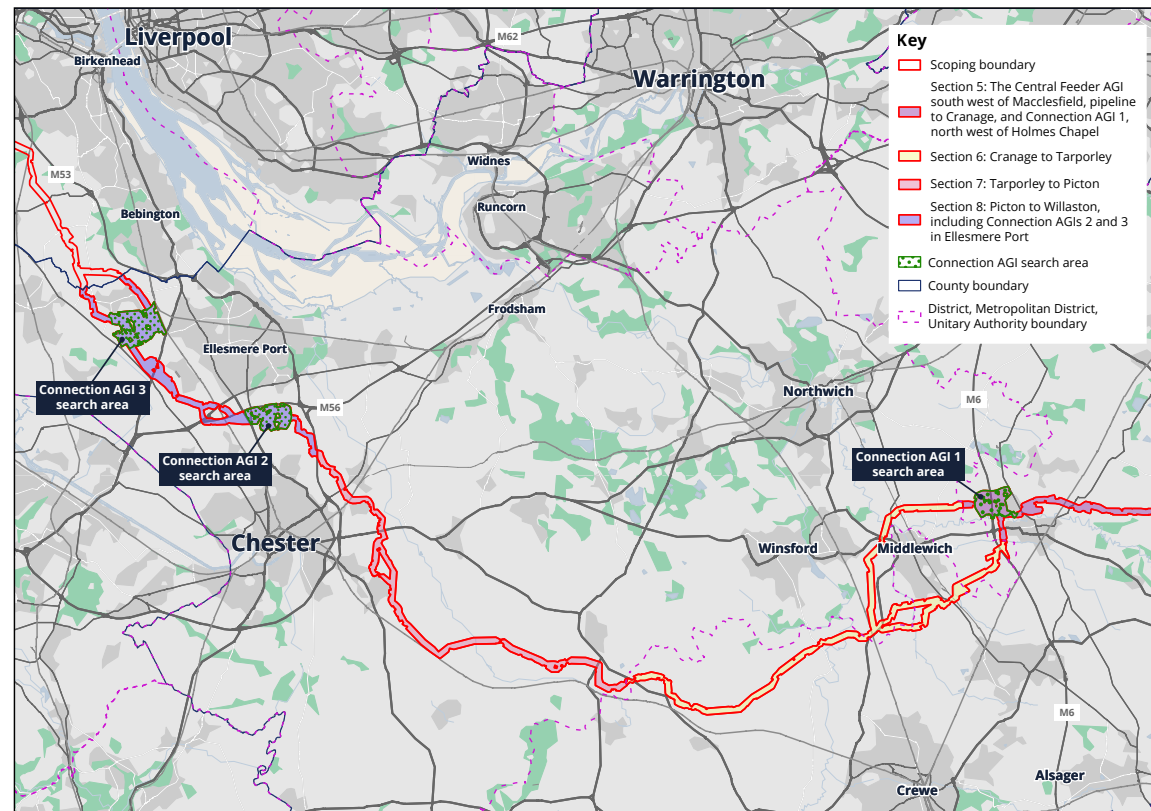 Liverpool
M62
Birkenhead
Warrington
Key
Scoping boundary
Section 5: The Central Feeder AGI
south west of Macclesfield, pipeline
to Cranage, and Connection AGI 1,
north west of Holmes Chapel
Section 6: Cranage to Tarporley
Section 7: Tarporley to Picton
Section 8: Picton to Willaston,
including Connection AGIs 2 and 3
in Ellesmere Port
Connection AGI search area
County boundary
District, Metropolitan District,
Unitary Authority boundary
Widnes
M53
Runcorn
Bebington
Frodsham
Ellesmere Port
Connection AGI 3
search area
Northwich
M6
M56
Connection AGI 2
search area
Connection AGI 1
search area
Chester
Winsford
Middlewich
M6
Alsager
Crewe